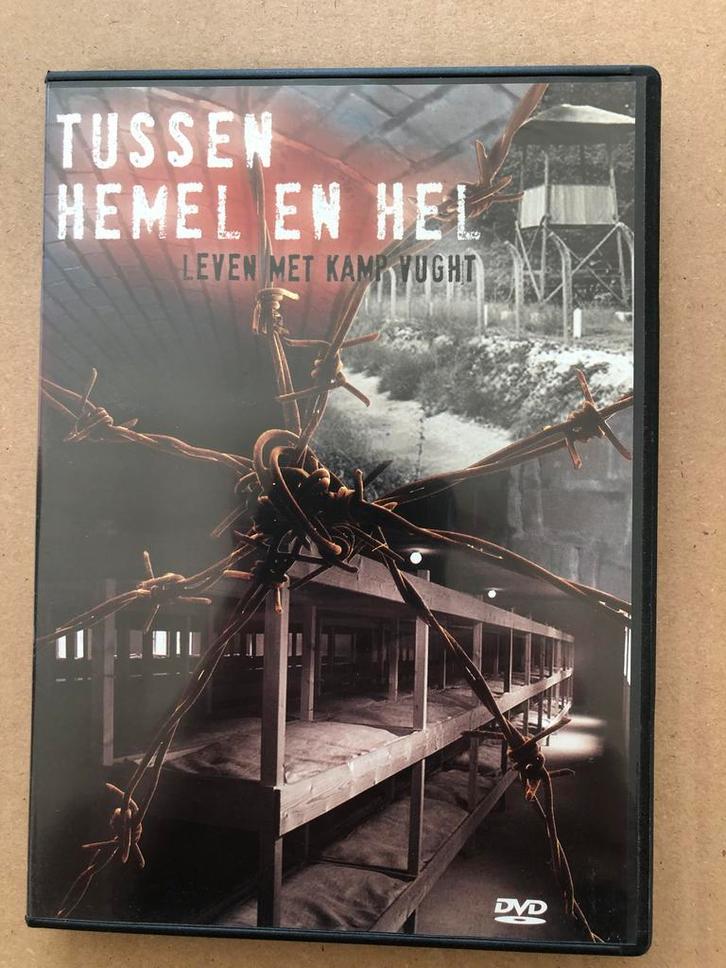 TUSSEN
HEMEL EN HEL
LEVEN MET KAMP VUGHT
DVD